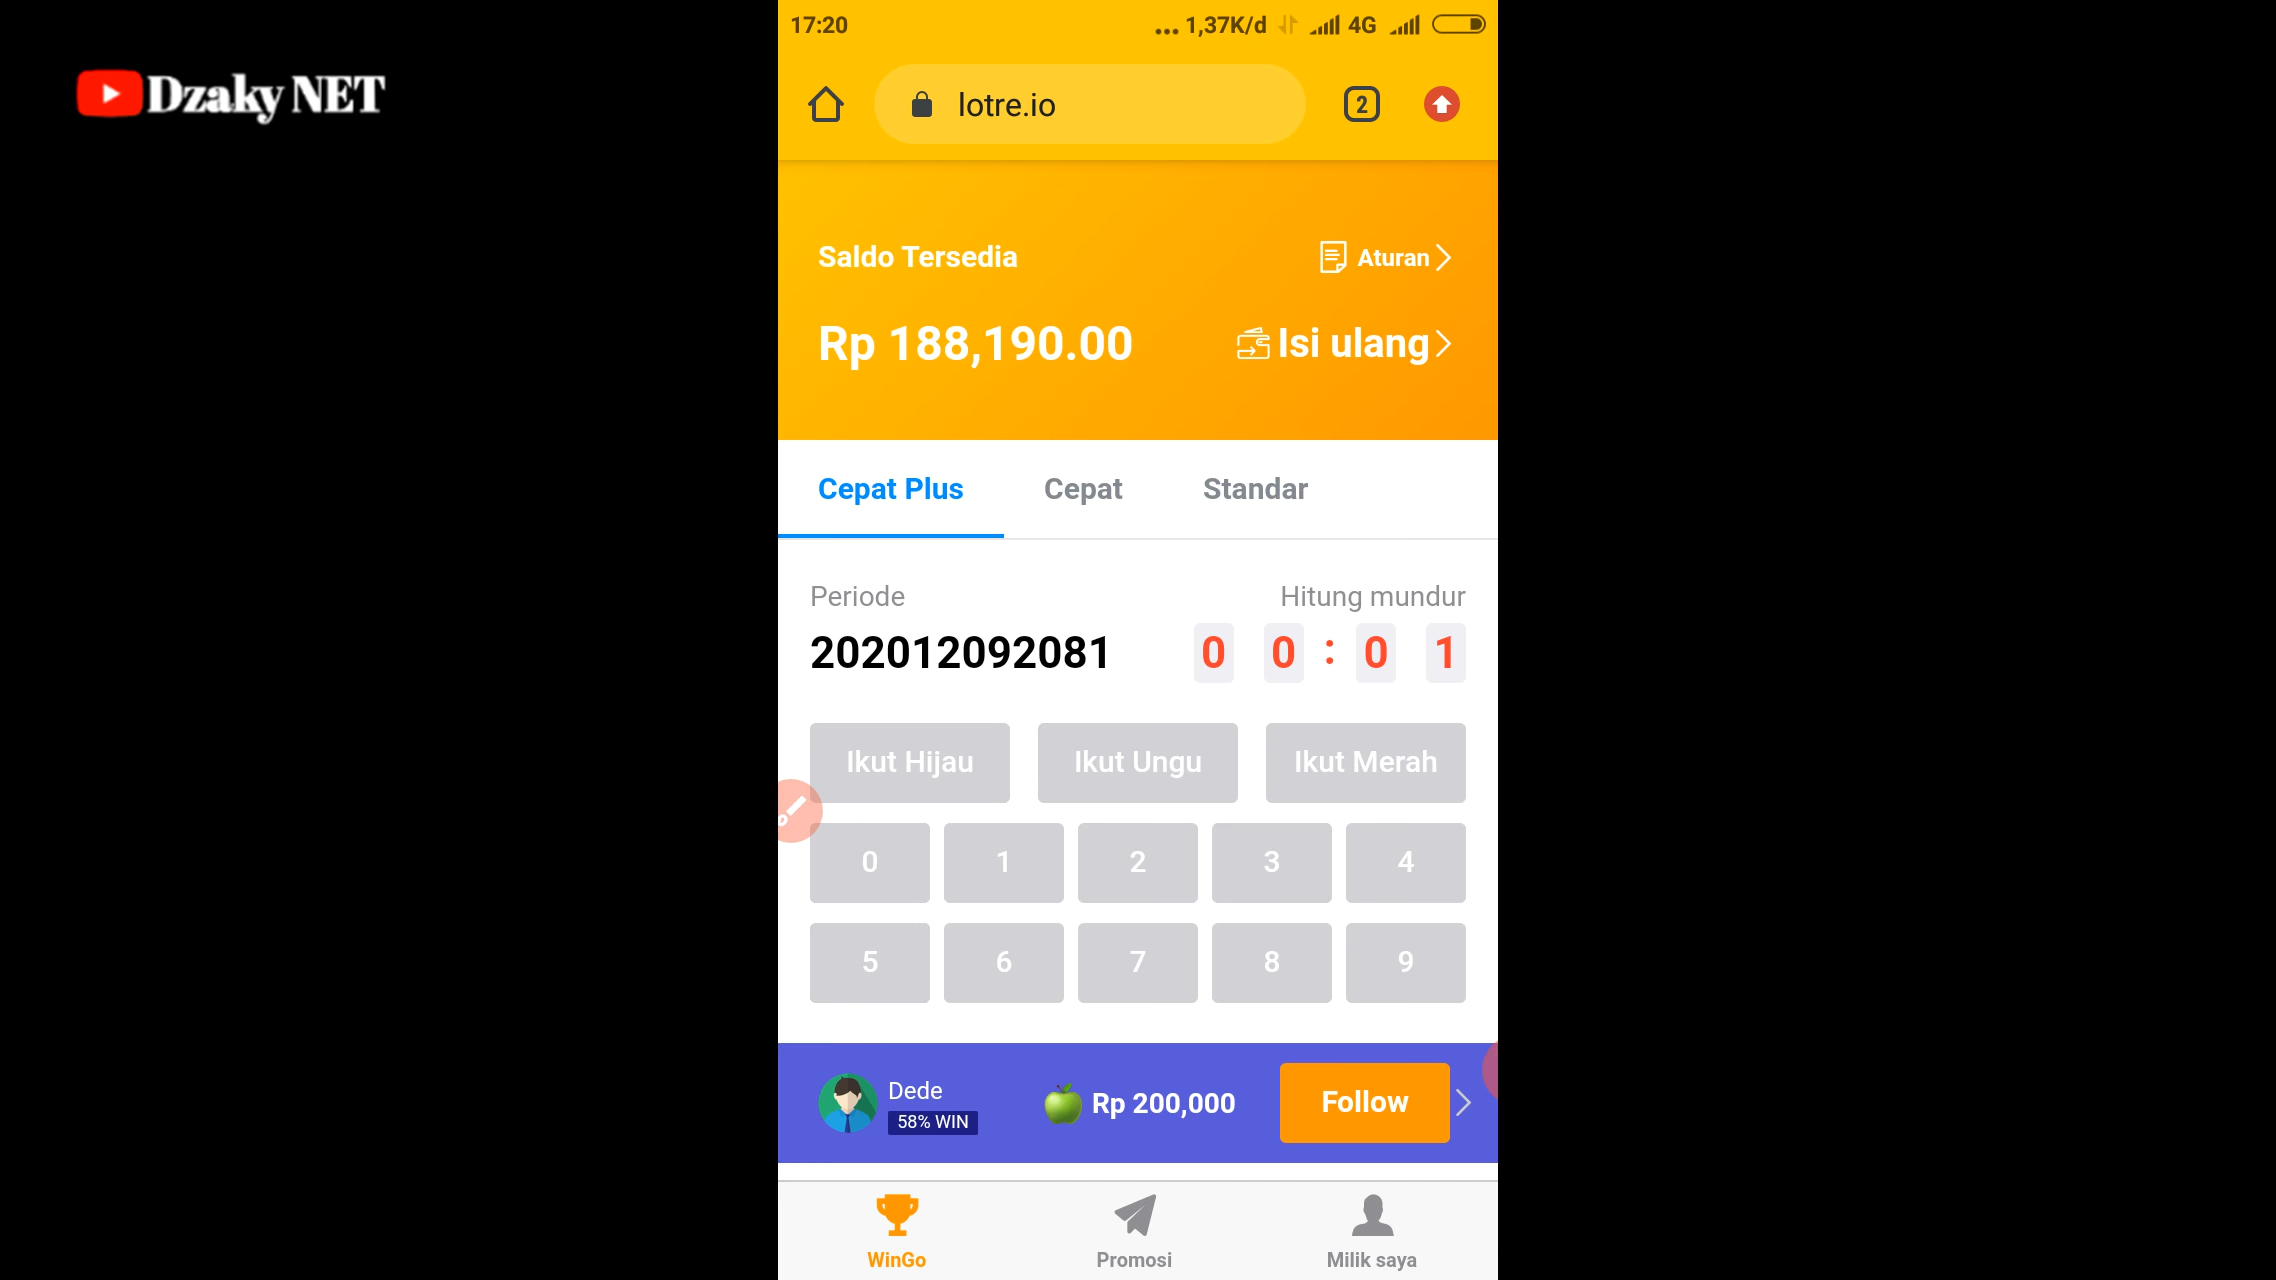 Dzaky NET
17:20
... 1,37K/d 4G
lotre.io
2
Saldo Tersedia
Aturan
Rp 188,190.00
Isi ulang
Cepat Plus
Cepat
Standar
Periode
Hitung mundur
202012092081
0 0 : 0 1
Ikut Hijau
Ikut Ungu
Ikut Merah
0
1
2
3
4
5
6
7
8
9
Dede
58% WIN
Rp 200,000
Follow
WinGo
Promosi
Milik saya